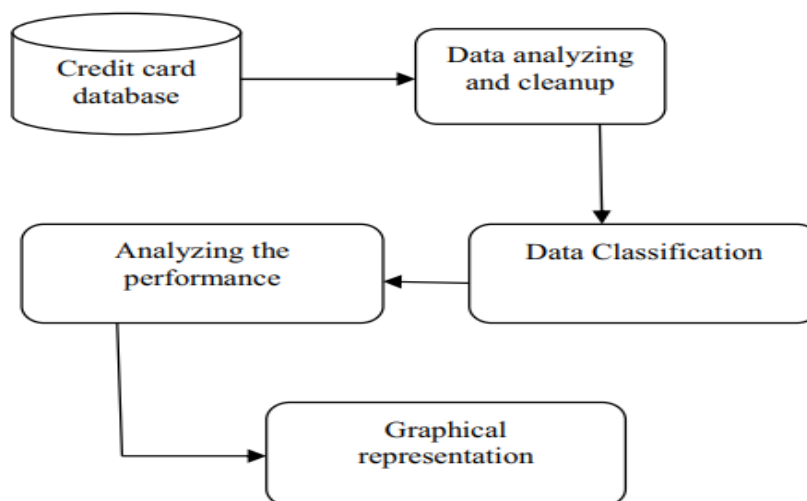 Credit card
database
Data analyzing
and cleanup
Data Classification
Analyzing the
performance
Graphical
representation